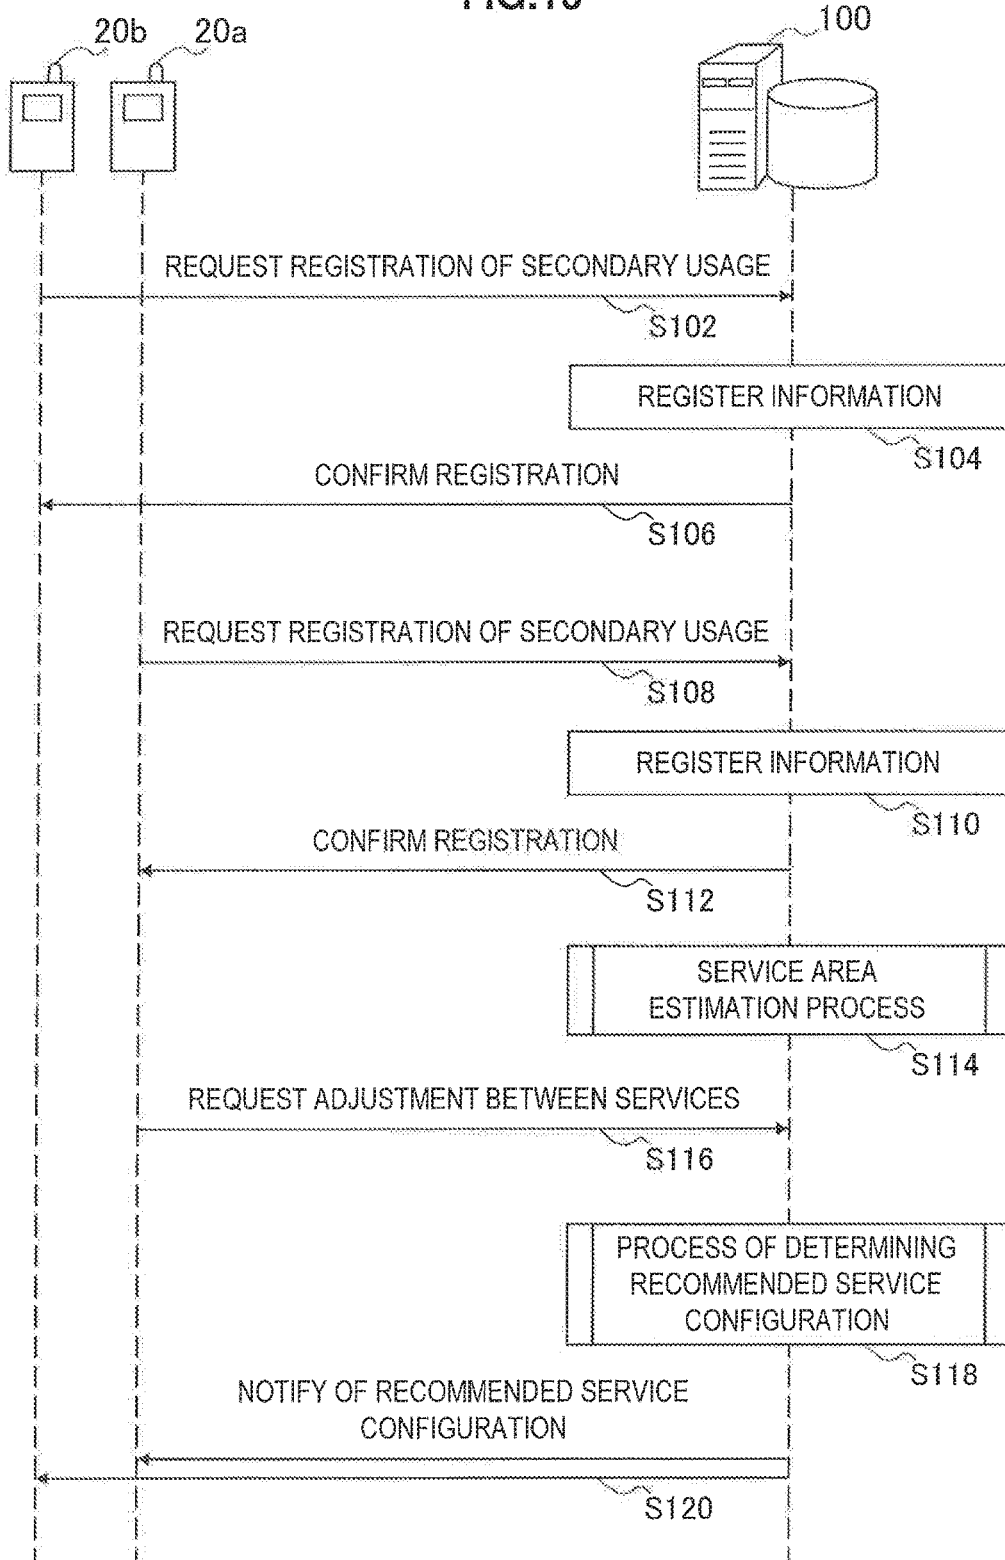 20b
20a
100
REQUEST REGISTRATION OF SECONDARY USAGE
S102
REGISTER INFORMATION
S104
CONFIRM REGISTRATION
S106
REQUEST REGISTRATION OF SECONDARY USAGE
S108
REGISTER INFORMATION
S110
CONFIRM REGISTRATION
S112
SERVICE AREA
ESTIMATION PROCESS
S114
REQUEST ADJUSTMENT BETWEEN SERVICES
S116
PROCESS OF DETERMINING
RECOMMENDED SERVICE
CONFIGURATION
S118
NOTIFY OF RECOMMENDED SERVICE
CONFIGURATION
S120